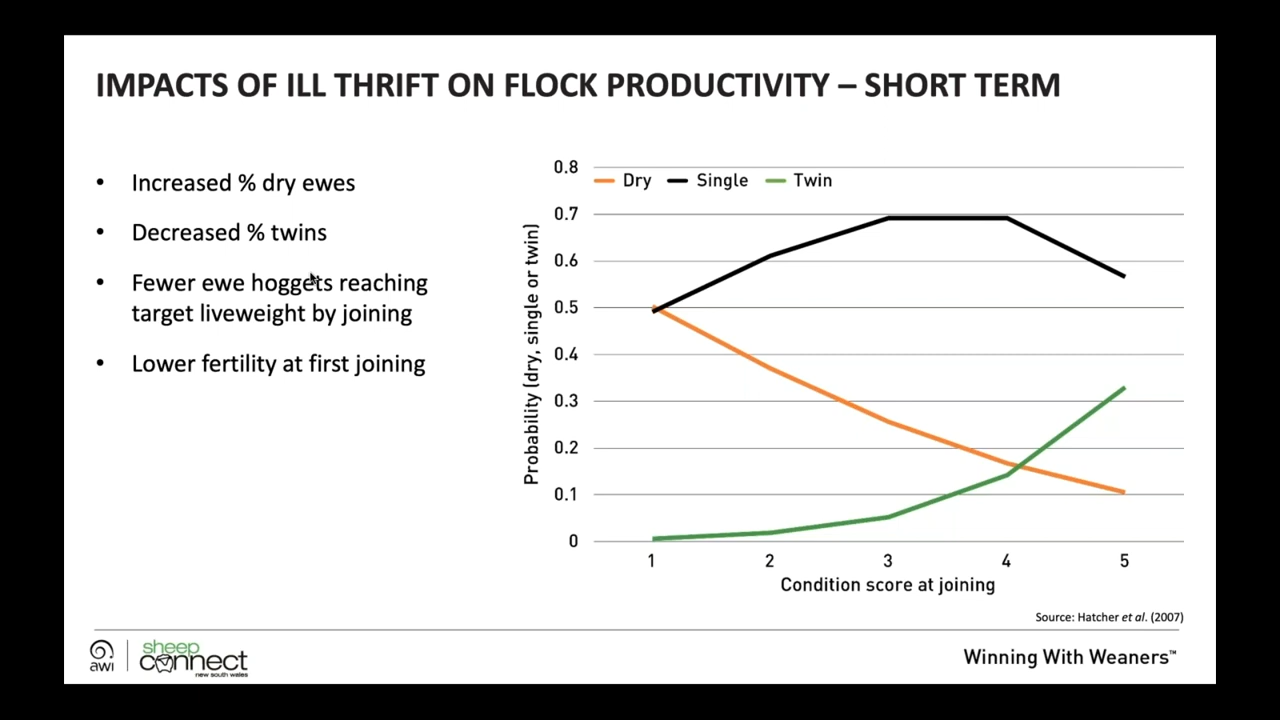 IMPACTS OF ILL THRIFT ON FLOCK PRODUCTIVITY – SHORT TERM
• Increased % dry ewes
• Decreased % twins
• Fewer ewe hoggets reaching
target liveweight by joining
• Lower fertility at first joining
Dry Single Twin
Probability (dry, single or twin)
0.8
0.7
0.6
0.5
0.4
0.3
0.2
0.1
0
1 2 3 4 5
Condition score at joining
Source: Hatcher et al. (2007)
awi
sheep
connect
new south wales
Winning With Weaners™